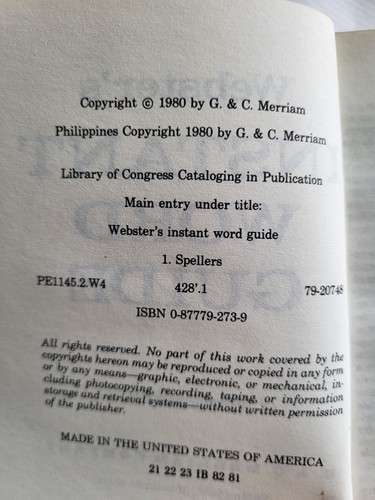 Copyright © 1980 by G. & C. Merriam
Philippines Copyright 1980 by G. & C. Merriam
Library of Congress Cataloging in Publication
Main entry under title:
Webster's instant word guide
1. Spellers
PE1145.2.W4 428'.1 79-20748
ISBN 0-87779-273-9
All rights reserved. No part of this work covered by the
copyrights hereon may be reproduced or copied in any form
or by any means—graphic, electronic, or mechanical, in-
cluding photocopying, recording, taping, or information
storage and retrieval systems—without written permission
of the publisher.
MADE IN THE UNITED STATES OF AMERICA
21 22 23 IB 82 81
Webster's
INSTANT
WORD
GUIDE